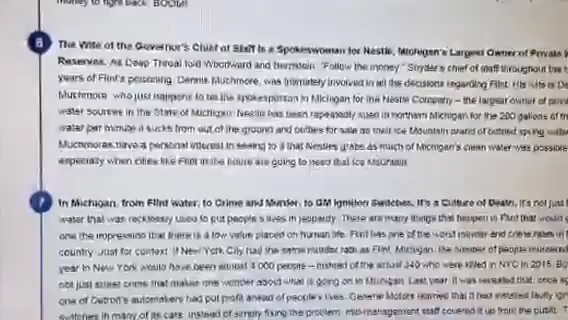 money to fight back. BOOM!
8
The Wife of the Governor's Chief of Staff Is a Spokeswoman for Nestle, Michigan's Largest Owner of Private
Reserves. As Deep Throat told Woodward and Bernstein: "Follow the money." Snyder's chief of staff throughout the
years of Flint's poisoning, Dennis Muchmore, was intimately involved in all the decisions regarding Flint. His wife is De
Muchmore, who just happens to be the spokesperson in Michigan for the Nestle Company – the largest owner of priva
water sources in the State of Michigan. Nestle has been repeatedly sued in northern Michigan for the 200 gallons of fr
water per minute it sucks from out of the ground and bottles for sale as their Ice Mountain brand of bottled spring water
Muchmores have a personal interest in seeing to it that Nestles grabs as much of Michigan's clean water was possible
especially when cities like Flint in the future are going to need that Ice Mountain.
7
In Michigan, from Flint water, to Crime and Murder, to GM Ignition Switches, It's a Culture of Death. It's not just
water that was recklessly used to put people's lives in jeopardy. There are many things that happen in Flint that would g
one the impression that there is a low value placed on human life. Flint has one of the worst murder and crime rates in
country. Just for context, if New York City had the same murder rate as Flint, Michigan, the number of people murdered
year in New York would have been almost 4,000 people – instead of the actual 340 who were killed in NYC in 2015. Bu
not just street crime that makes one wonder about what is going on in Michigan. Last year, it was revealed that, once ag
one of Detroit's automakers had put profit ahead of people's lives. General Motors learned that it had installed faulty ign
switches in many of its cars. Instead of simply fixing the problem, mid-management staff covered it up from the public. T